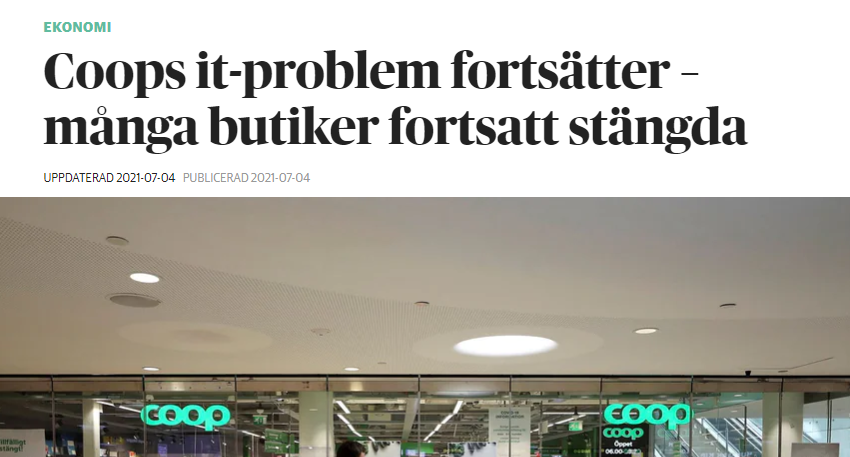 EKONOMI
Coops it-problem fortsätter –
många butiker fortsatt stängda
UPPDATERAD 2021-07-04 PUBLICERAD 2021-07-04
coop
coop
coop
Öppet
06.00-
stängt!